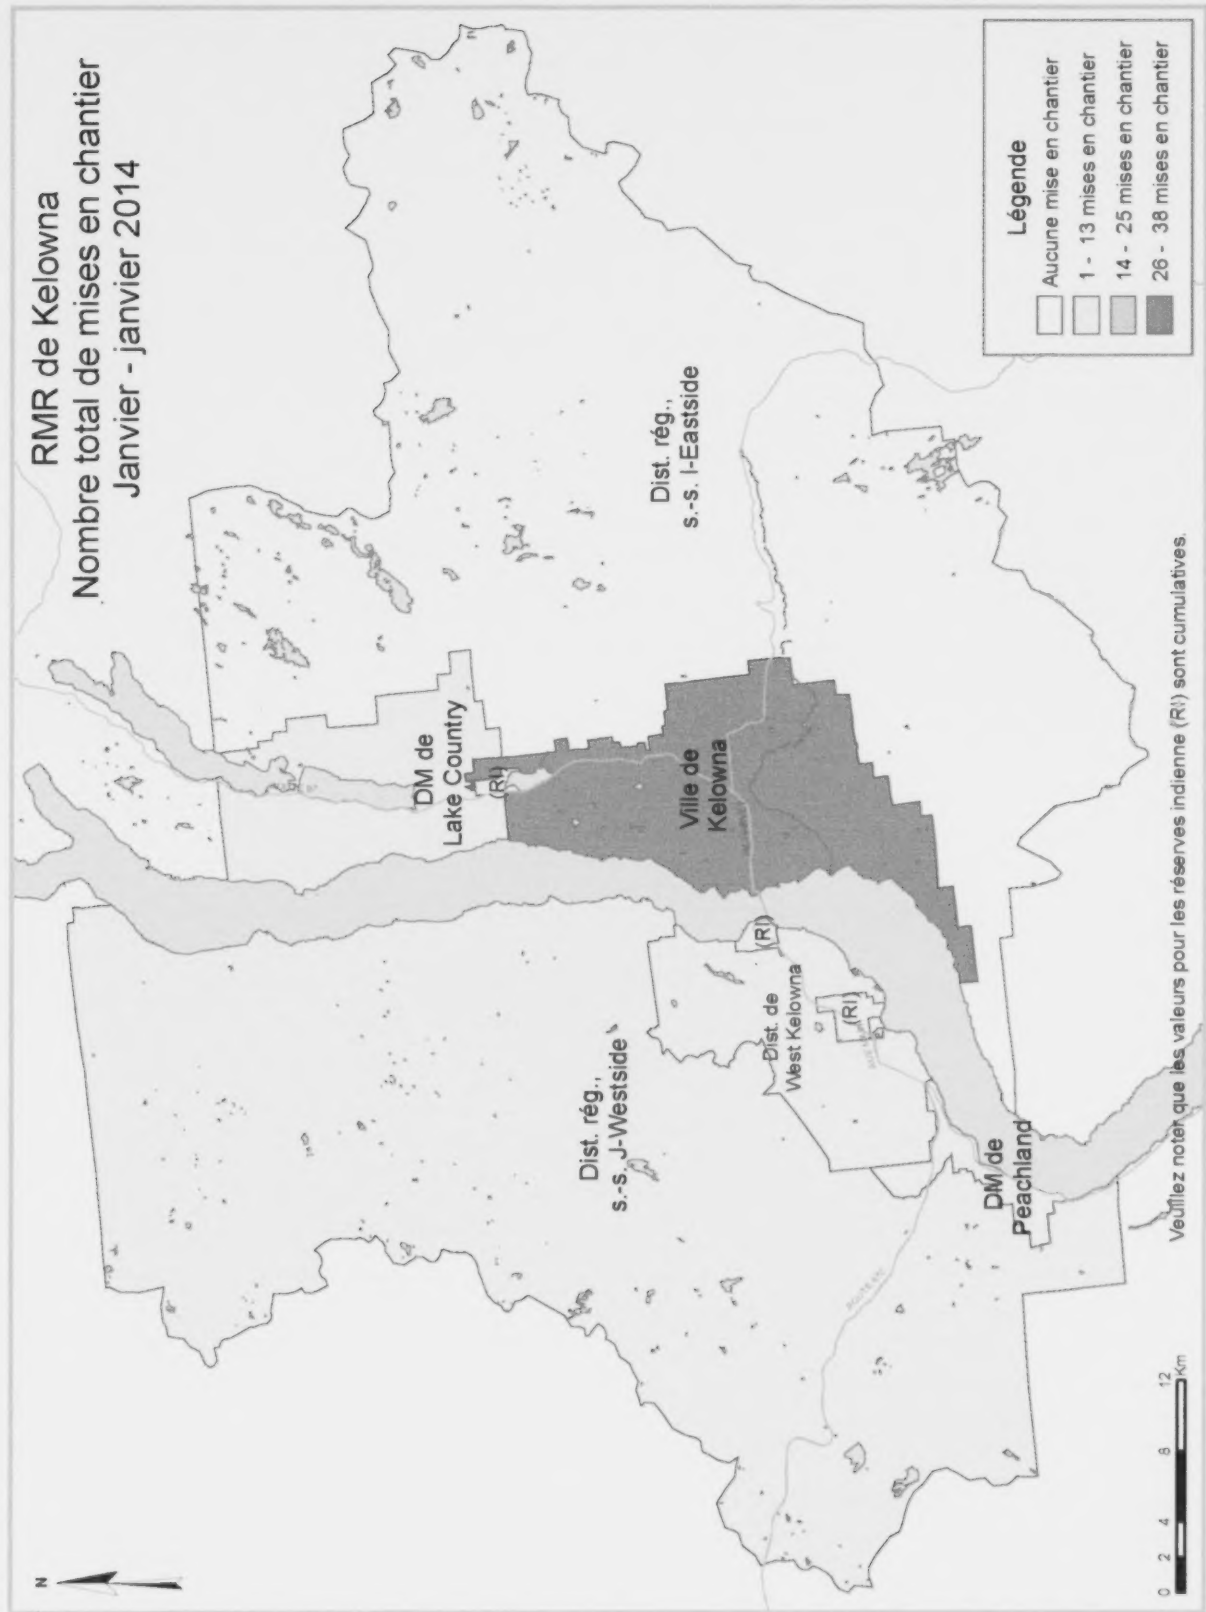 RMR de Kelowna
Nombre total de mises en chantier
Janvier - janvier 2014
N
DM de
Lake Country
(RI)
Dist. rég.,
s.-s. J-Westside
Dist. rég.,
s.-s. I-Eastside
Ville de
Kelowna
(RI)
Dist. de
West Kelowna
(RI)
DM de
Peachland
Légende
Aucune mise en chantier
1 - 13 mises en chantier
14 - 25 mises en chantier
26 - 38 mises en chantier
0 2 4 8 12
Km
Veuillez noter que les valeurs pour les réserves indienne (RI) sont cumulatives.